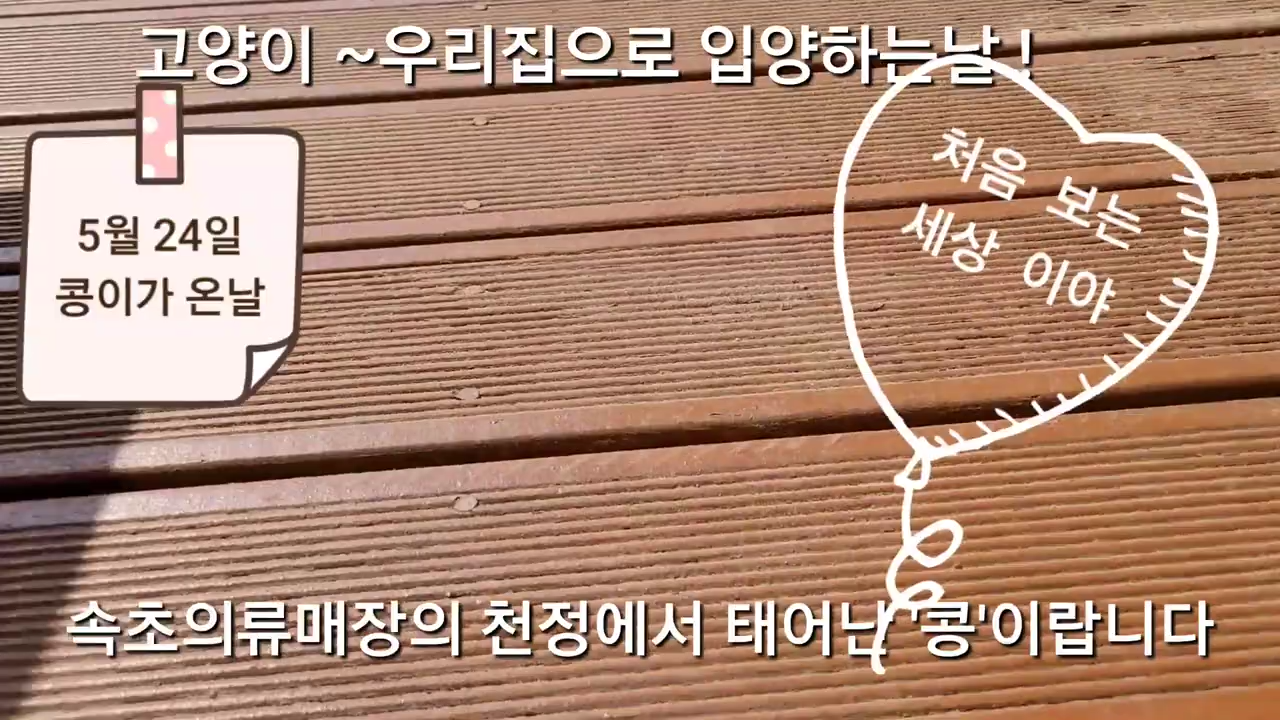 고양이 ~우리집으로 입양하는날 !
5월 24일
콩이가 온날
처음 보는
세상 이야
속초의류매장의 천정에서 태어난 '콩'이랍니다